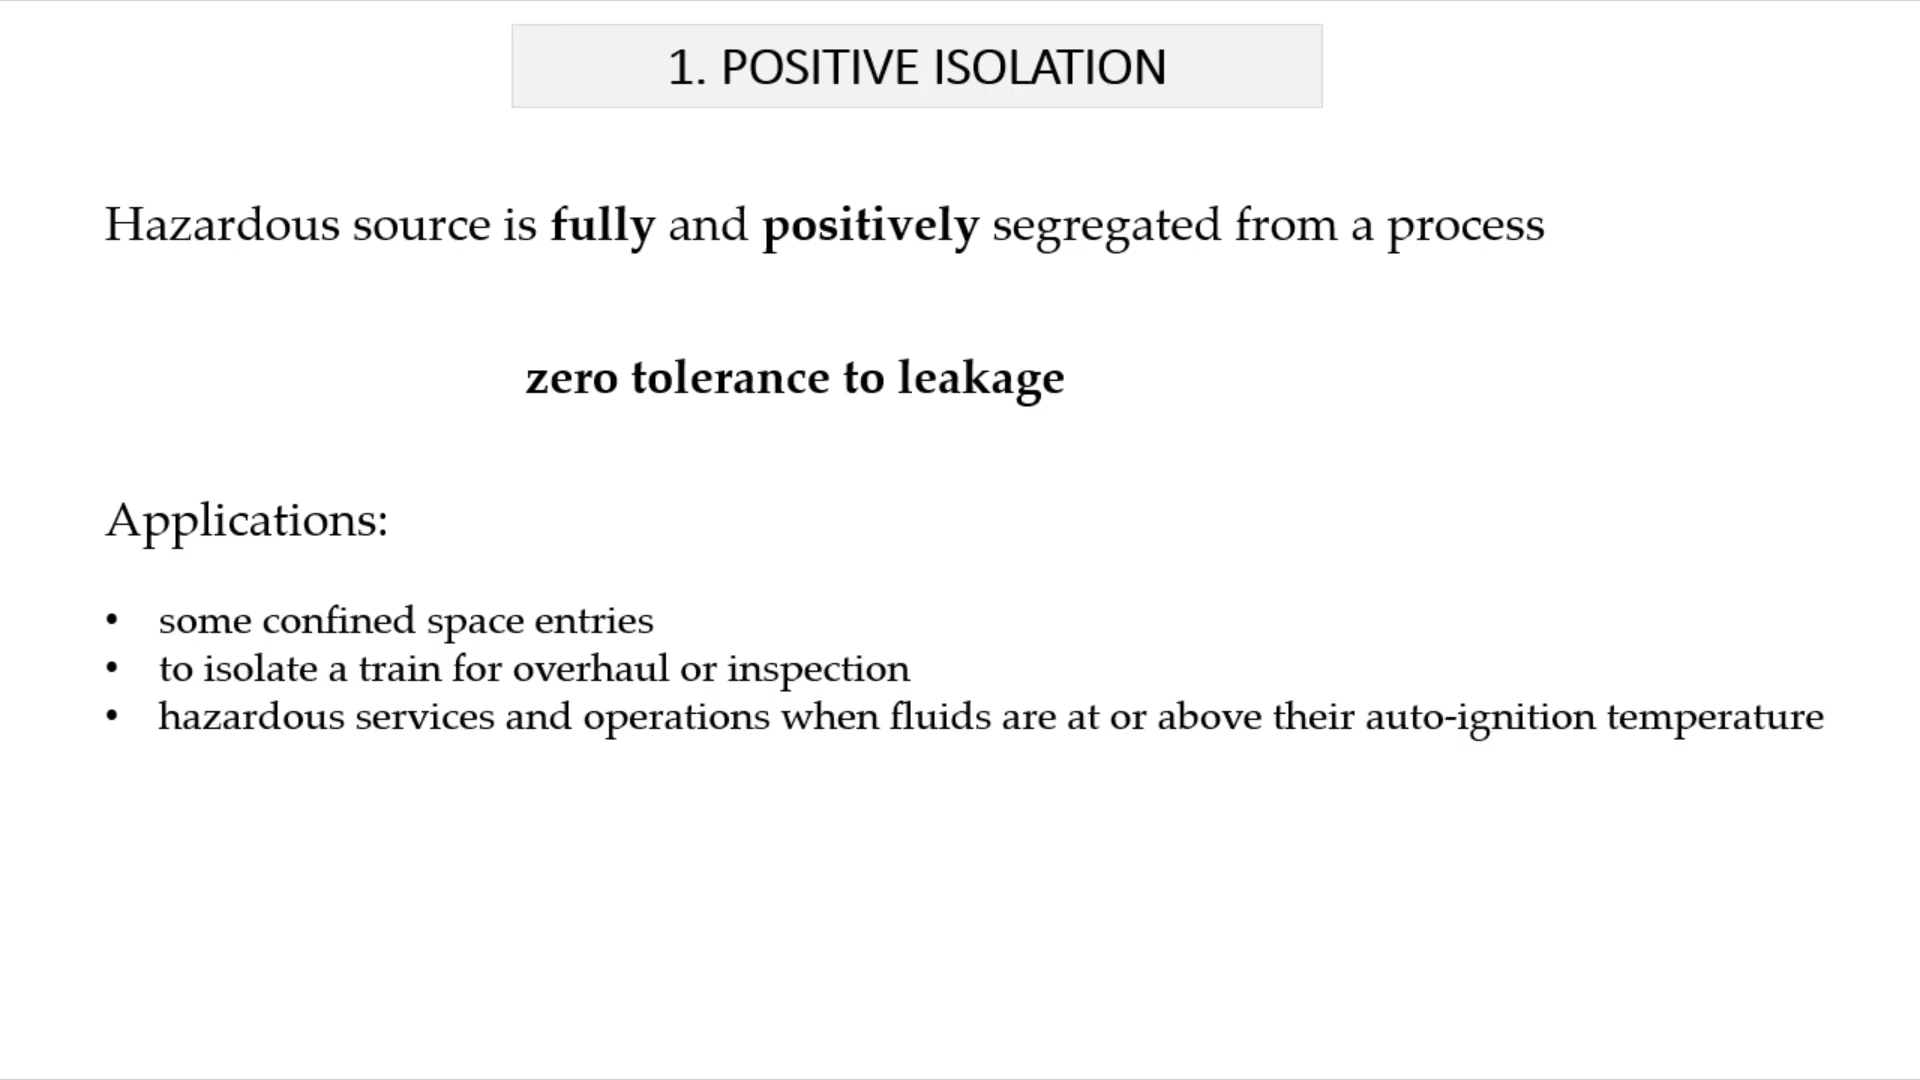 1. POSITIVE ISOLATION
Hazardous source is fully and positively segregated from a process
zero tolerance to leakage
Applications:
• some confined space entries
• to isolate a train for overhaul or inspection
• hazardous services and operations when fluids are at or above their auto-ignition temperature